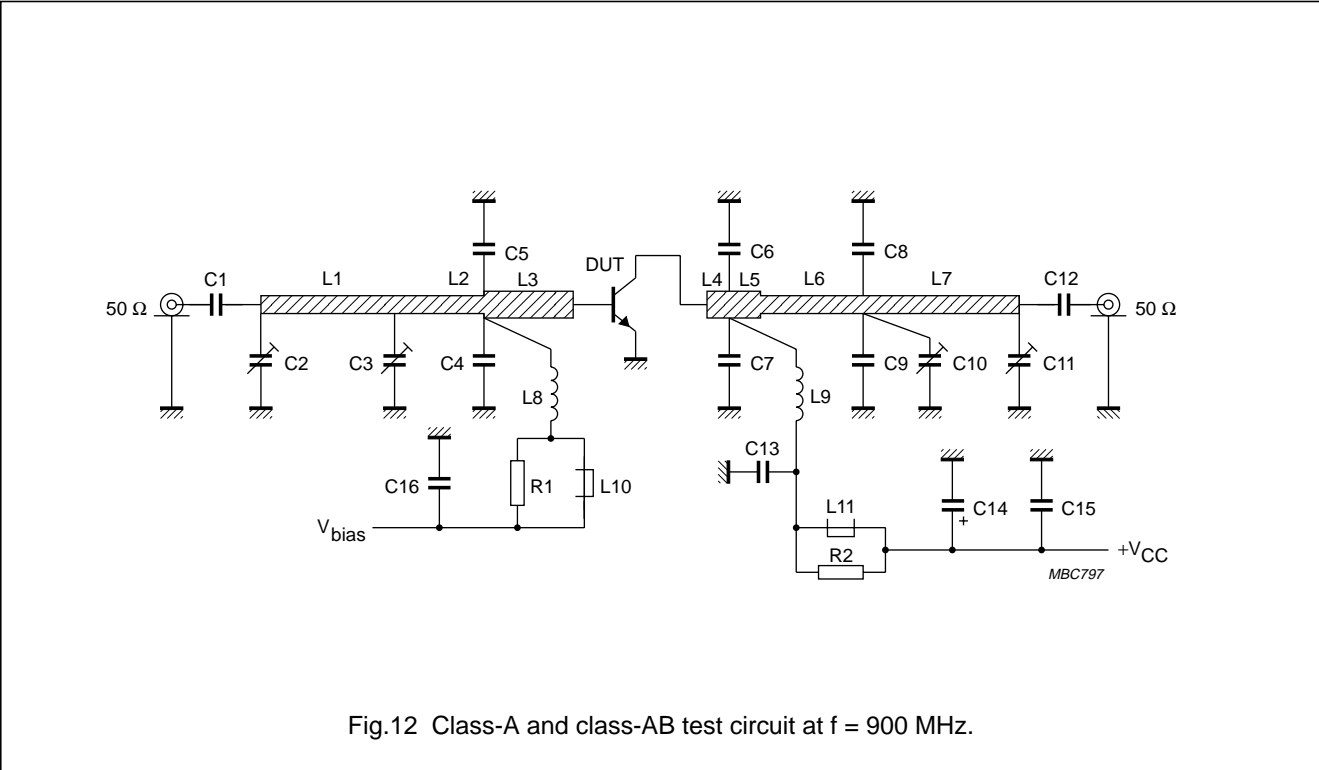 C5
C6
C8
DUT
C1
L1
L2
L3
L4
L5
L6
L7
C12
50 Ω
50 Ω
C2
C3
C4
C7
C9
C10
C11
L8
L9
C16
R1
L10
C13
L11
C14
C15
+
Vbias
R2
+VCC
MBC797
Fig.12 Class-A and class-AB test circuit at f = 900 MHz.